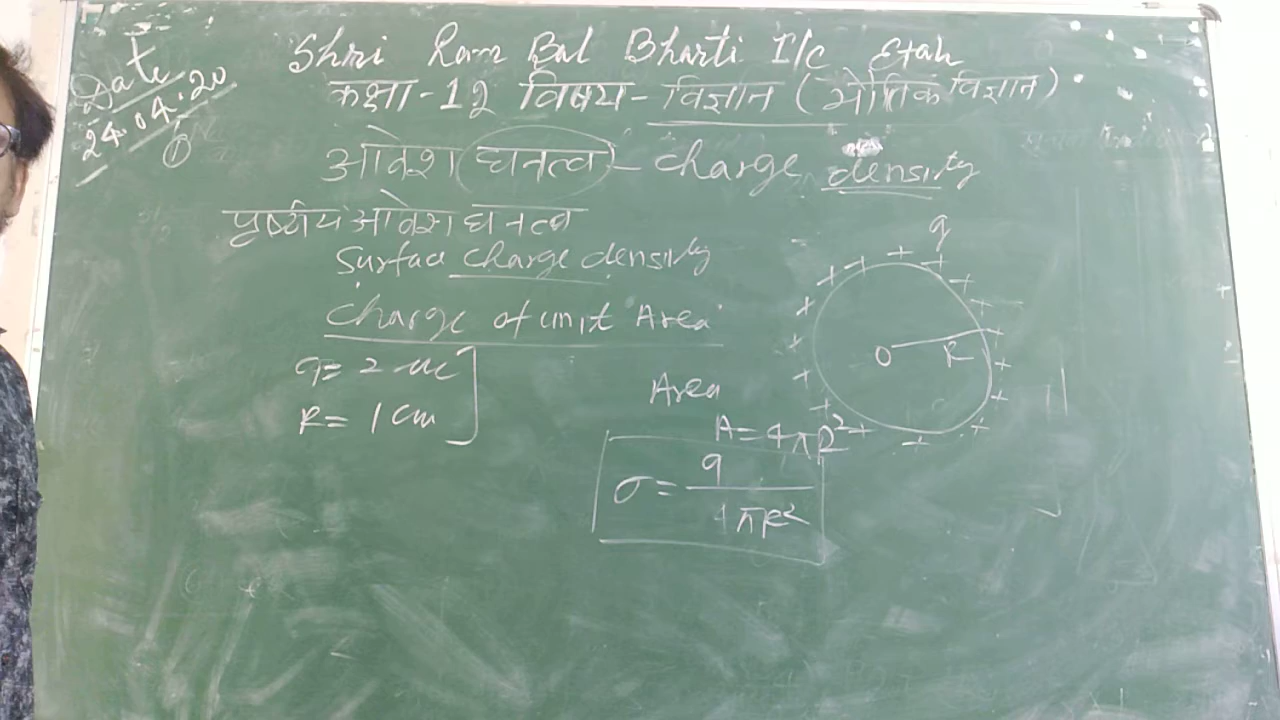 Date
24.04.20
①
Shri Ram Bal Bharti I/c Etah
कक्षा-12 विषय- विज्ञान (भौतिक विज्ञान)
आवेश घनत्व - charge density
पृष्ठीय आवेश घनत्व
Surface charge density
charge of unit Area
q = 2 uc
R = 1 cm
q
+ + + + + + + + + + + + + + + + +
O R
Area
A = 4πR²
σ = q / 4πR²